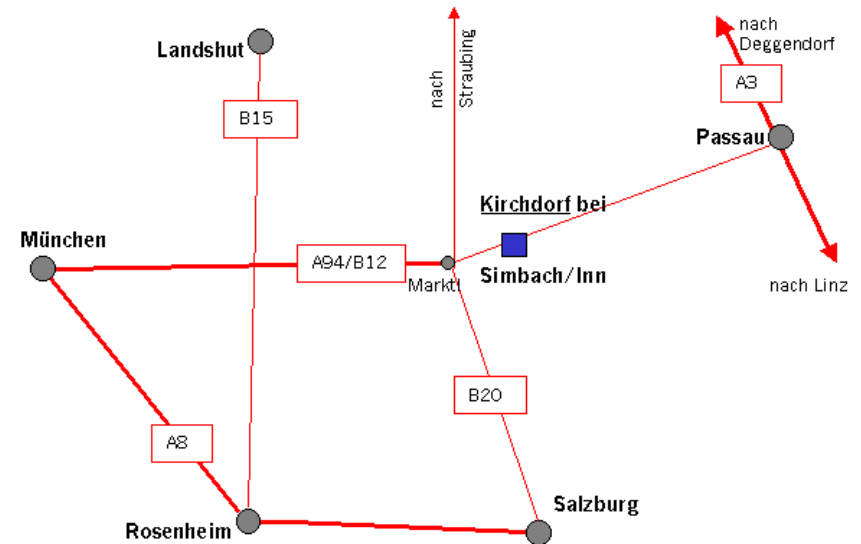 Landshut
nach
Straubing
nach
Deggendorf
A3
B15
Passau
Kirchdorf bei
München
A94/B12
Marktl
Simbach/Inn
nach Linz
B20
A8
Salzburg
Rosenheim